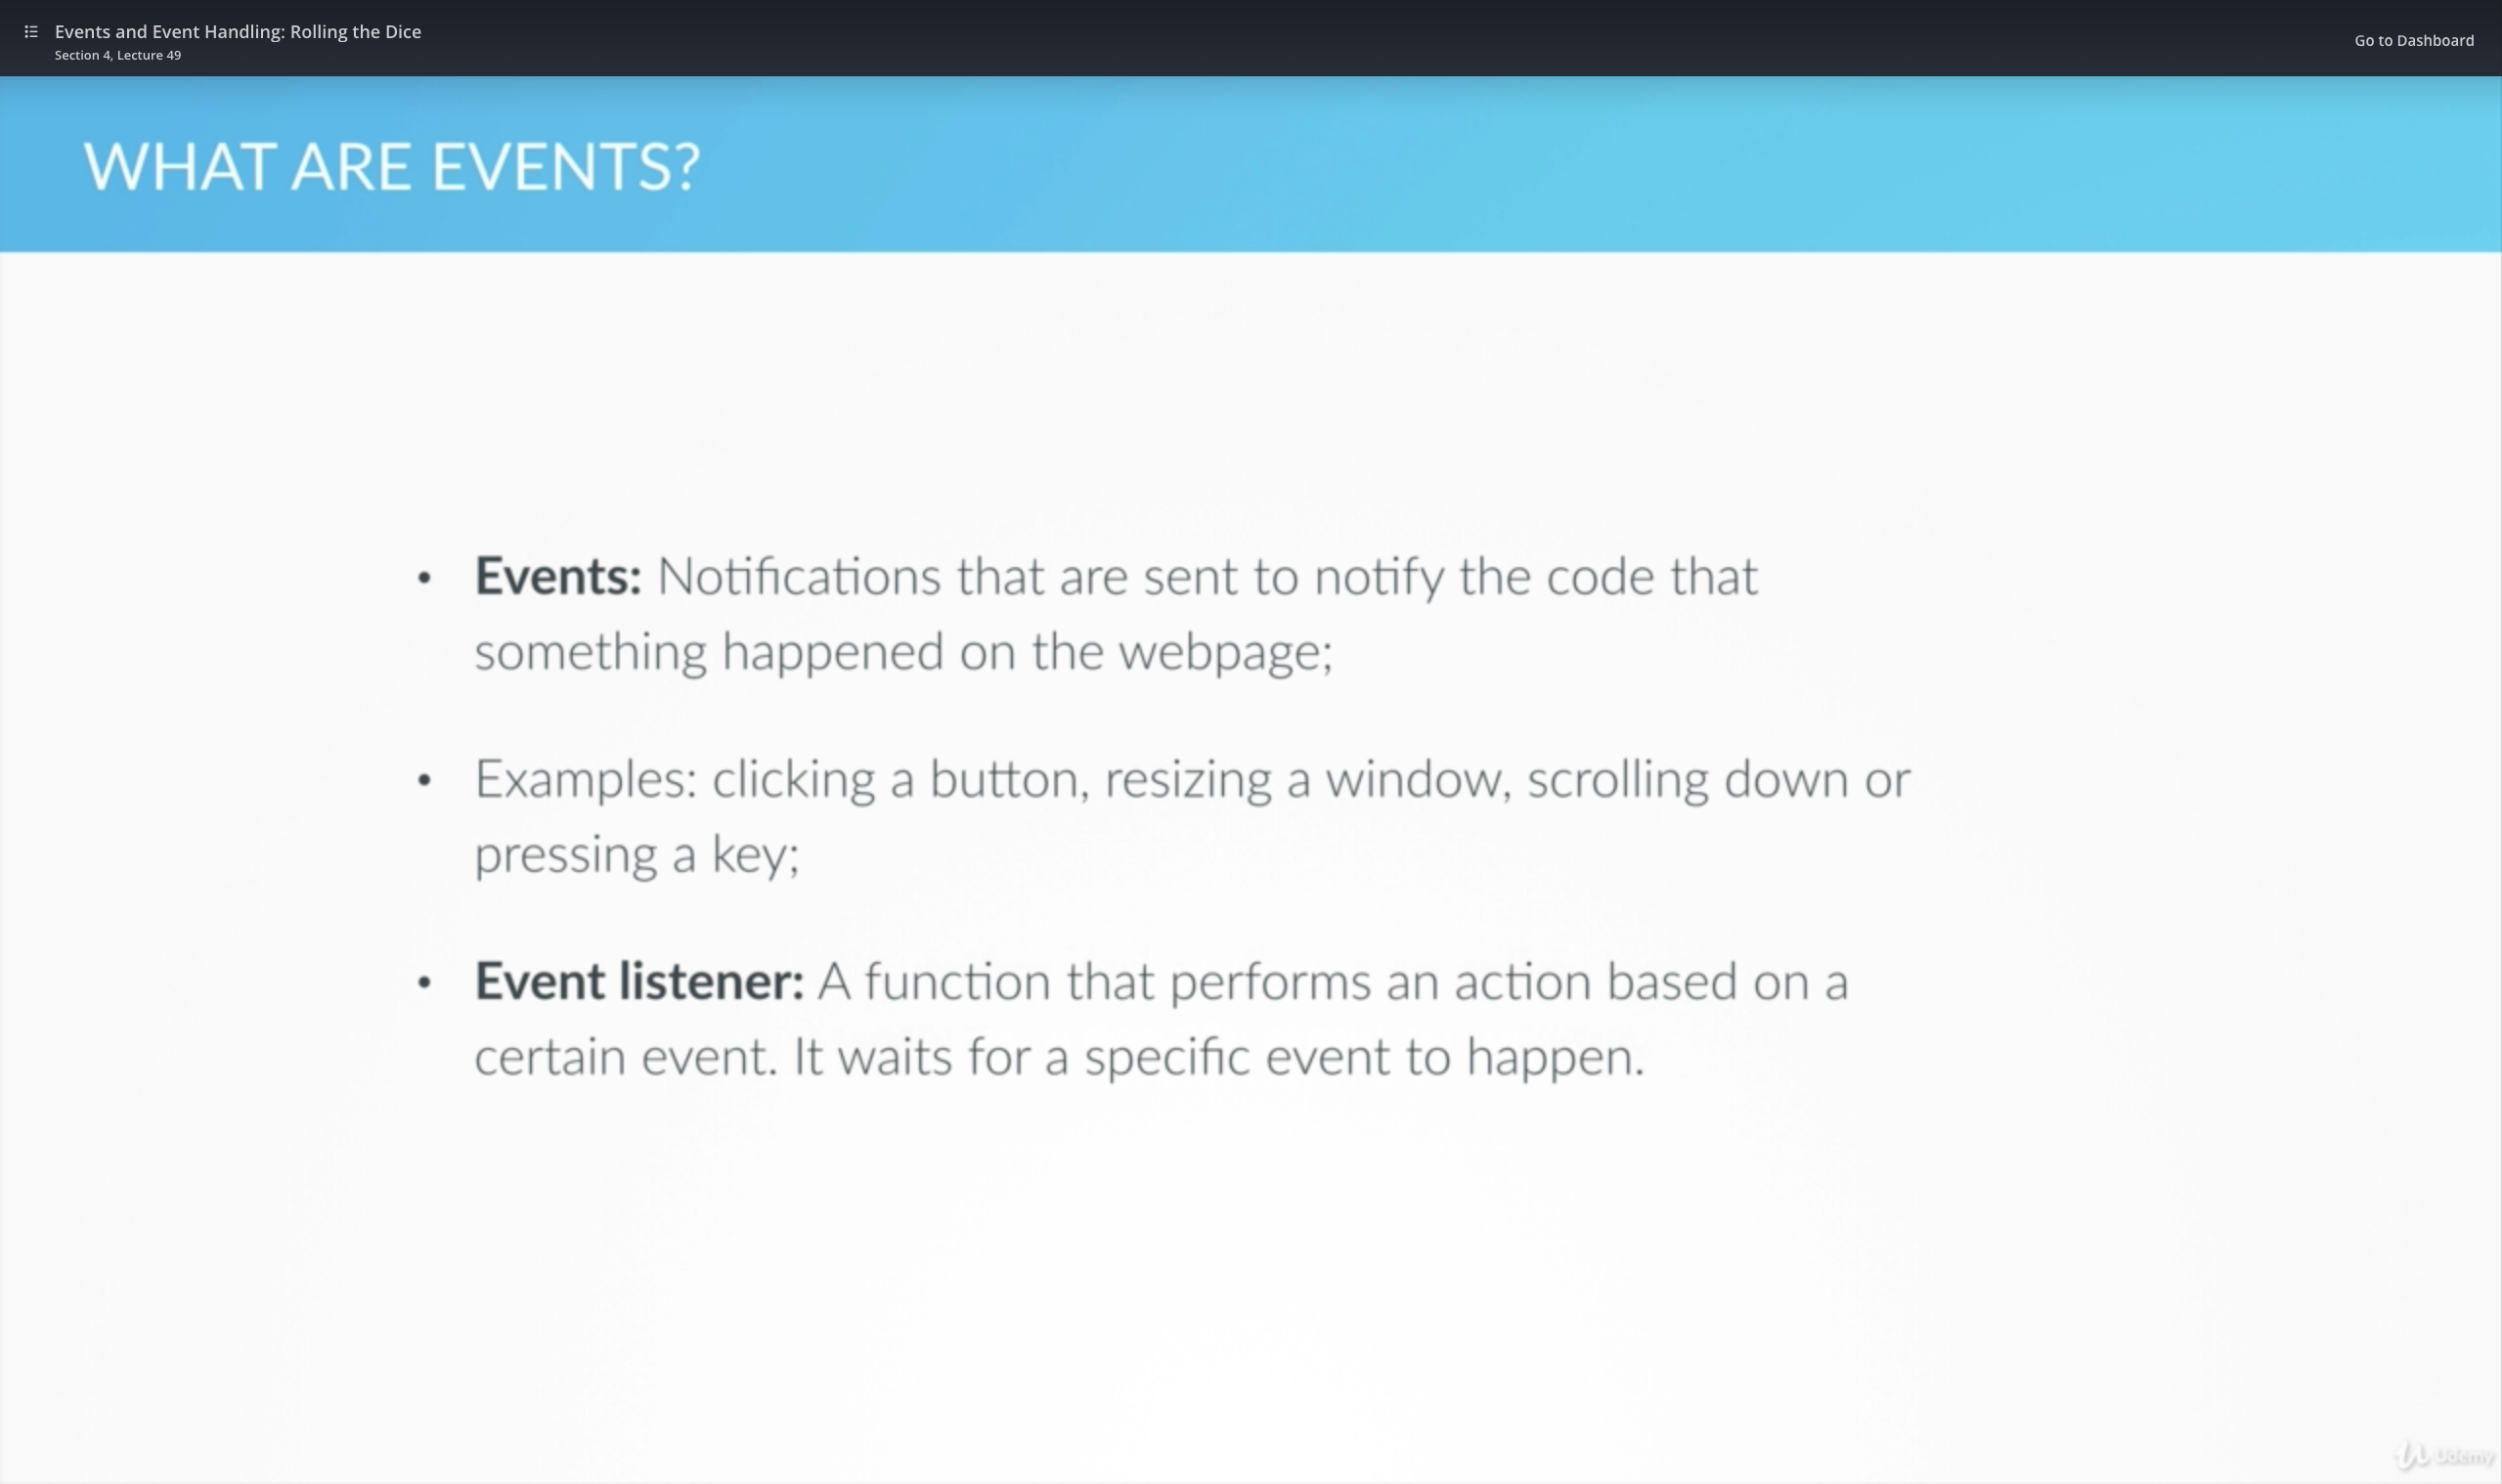 Events and Event Handling: Rolling the Dice
Section 4, Lecture 49
Go to Dashboard
WHAT ARE EVENTS?
• Events: Notifications that are sent to notify the code that
something happened on the webpage;
• Examples: clicking a button, resizing a window, scrolling down or
pressing a key;
• Event listener: A function that performs an action based on a
certain event. It waits for a specific event to happen.
Udemy